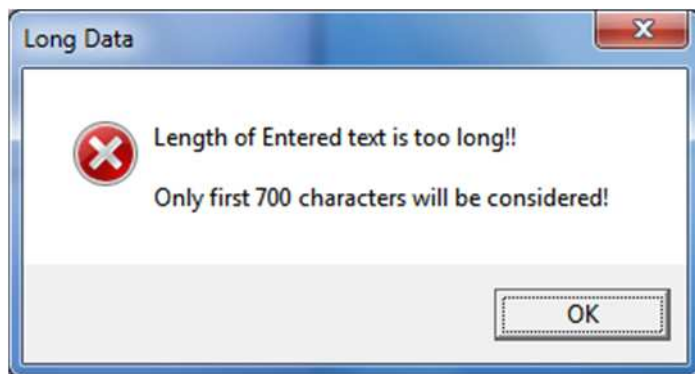 Long Data
Length of Entered text is too long!!
Only first 700 characters will be considered!
OK